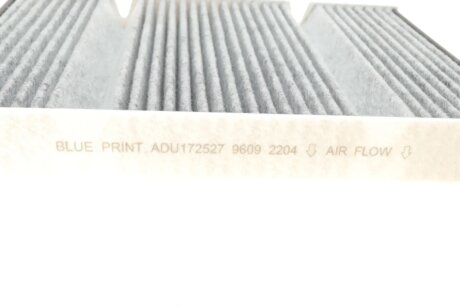 BLUE PRINT ADU172527 9609 2204 ⇩ AIR FLOW ⇩